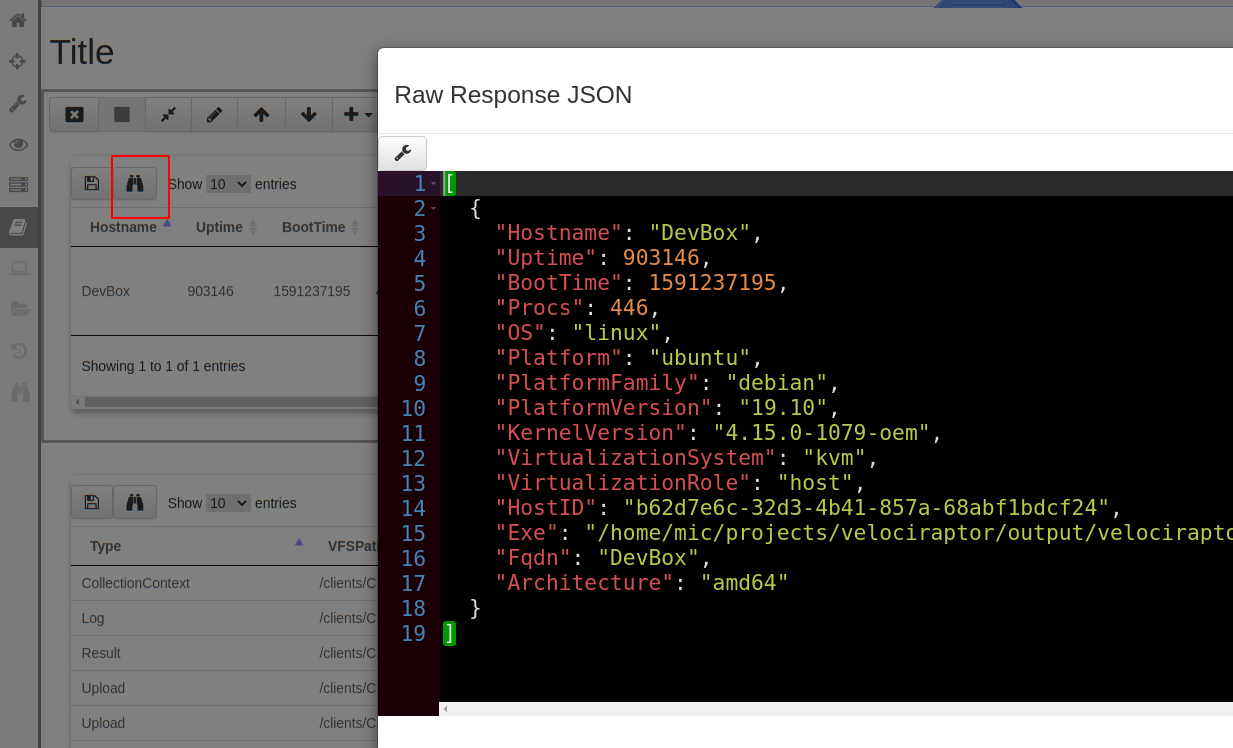 Title
Show 10 entries
Hostname Uptime BootTime
DevBox 903146 1591237195
Showing 1 to 1 of 1 entries
Show 10 entries
Type VFSPat
CollectionContext /clients/C
Log /clients/C
Result /clients/C
Upload /clients/C
Upload /clients/C
Raw Response JSON
1 [
2 {
3 "Hostname": "DevBox",
4 "Uptime": 903146,
5 "BootTime": 1591237195,
6 "Procs": 446,
7 "OS": "linux",
8 "Platform": "ubuntu",
9 "PlatformFamily": "debian",
10 "PlatformVersion": "19.10",
11 "KernelVersion": "4.15.0-1079-oem",
12 "VirtualizationSystem": "kvm",
13 "VirtualizationRole": "host",
14 "HostID": "b62d7e6c-32d3-4b41-857a-68abf1bdcf24",
15 "Exe": "/home/mic/projects/velociraptor/output/velocirapto
16 "Fqdn": "DevBox",
17 "Architecture": "amd64"
18 }
19 ]